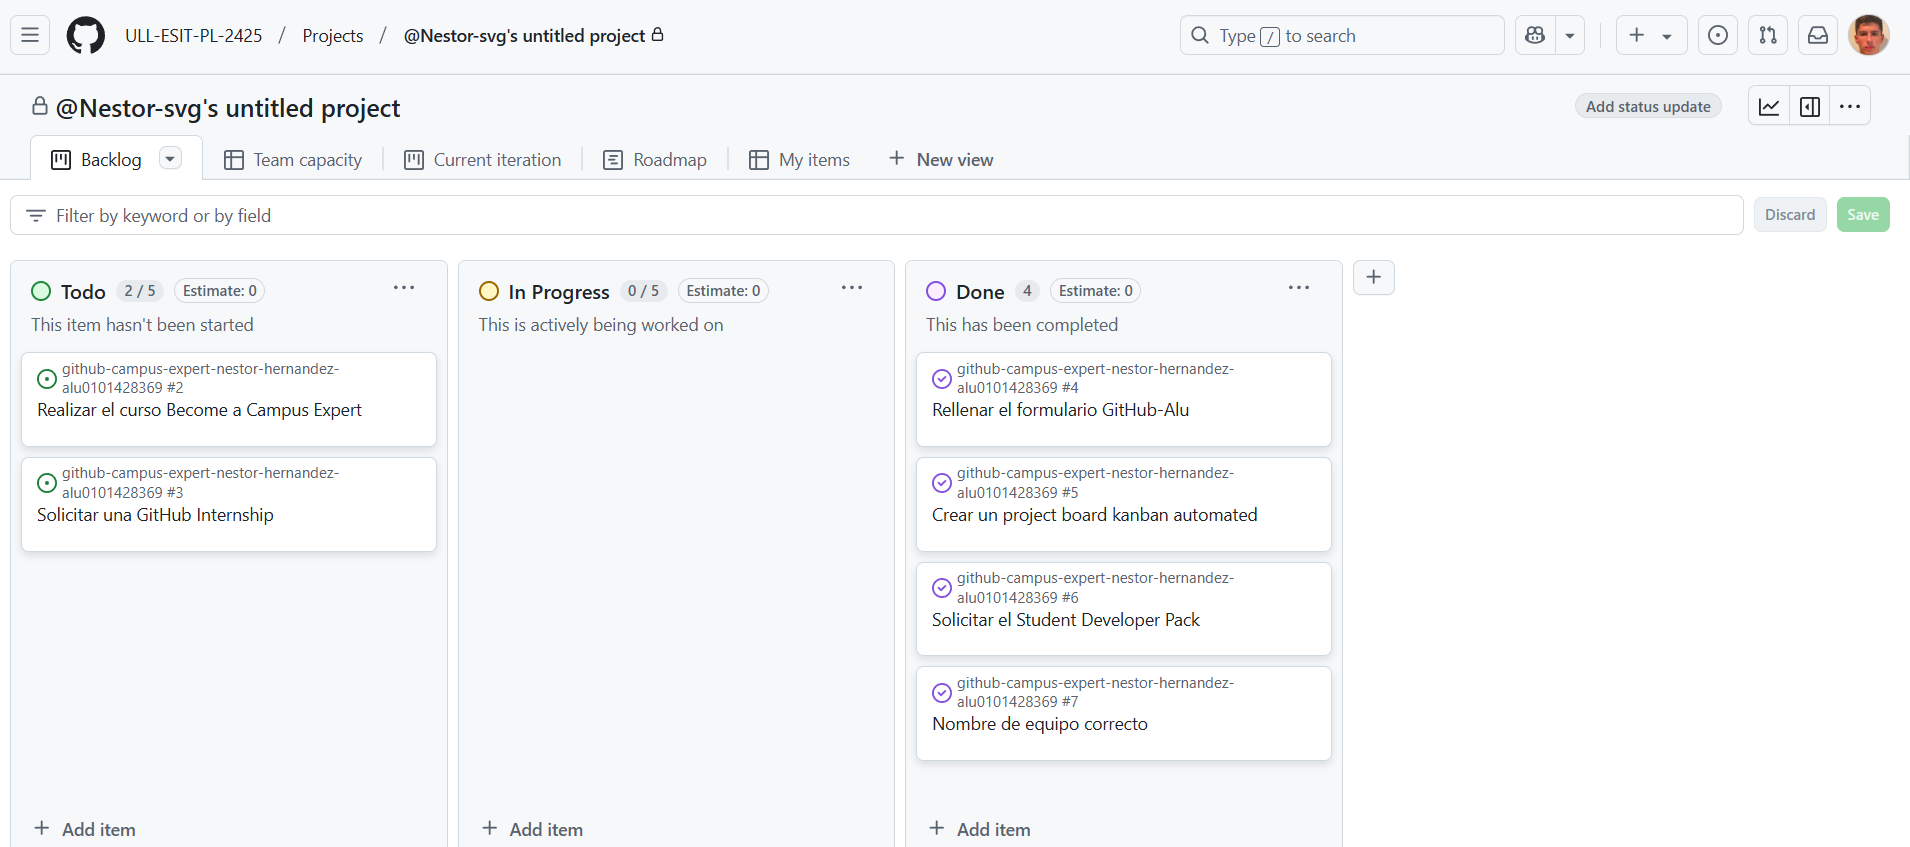 ULL-ESIT-PL-2425 / Projects / @Nestor-svg's untitled project
Type / to search
@Nestor-svg's untitled project
Add status update
Backlog
Team capacity
Current iteration
Roadmap
My items
New view
Filter by keyword or by field
Discard
Save
Todo 2 / 5 Estimate: 0
This item hasn't been started
github-campus-expert-nestor-hernandez-
alu0101428369 #2
Realizar el curso Become a Campus Expert
github-campus-expert-nestor-hernandez-
alu0101428369 #3
Solicitar una GitHub Internship
Add item
In Progress 0 / 5 Estimate: 0
This is actively being worked on
Add item
Done 4 Estimate: 0
This has been completed
github-campus-expert-nestor-hernandez-
alu0101428369 #4
Rellenar el formulario GitHub-Alu
github-campus-expert-nestor-hernandez-
alu0101428369 #5
Crear un project board kanban automated
github-campus-expert-nestor-hernandez-
alu0101428369 #6
Solicitar el Student Developer Pack
github-campus-expert-nestor-hernandez-
alu0101428369 #7
Nombre de equipo correcto
Add item